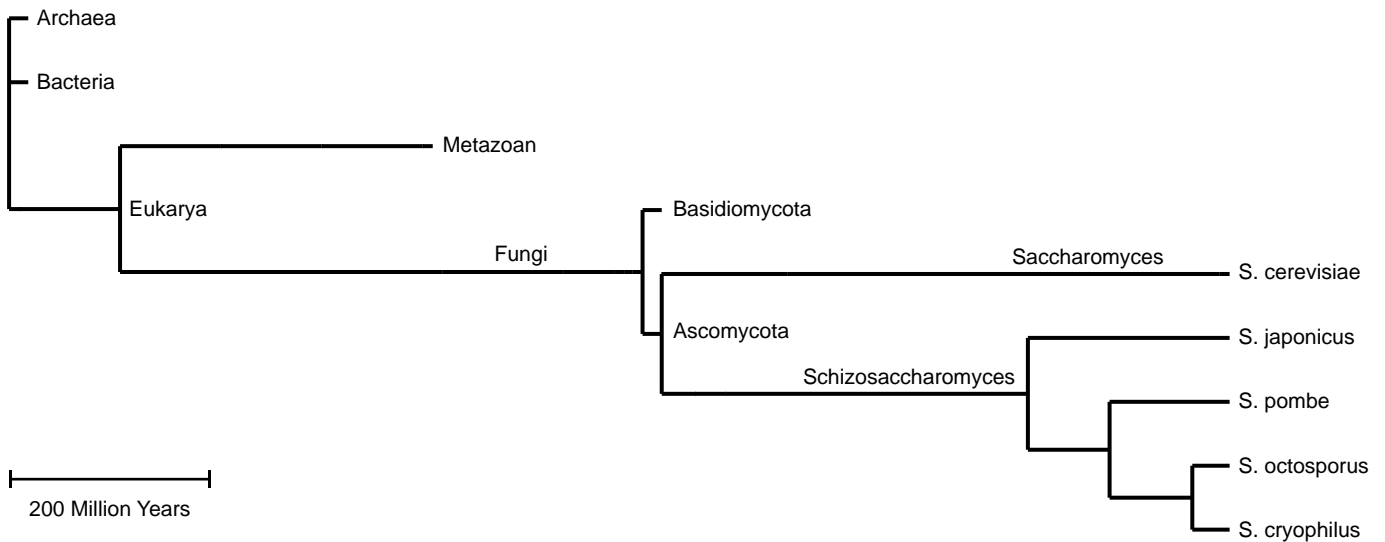 Archaea
Bacteria
Metazoan
Eukarya
Basidiomycota
Fungi
Saccharomyces
S. cerevisiae
Ascomycota
S. japonicus
Schizosaccharomyces
S. pombe
S. octosporus
200 Million Years
S. cryophilus